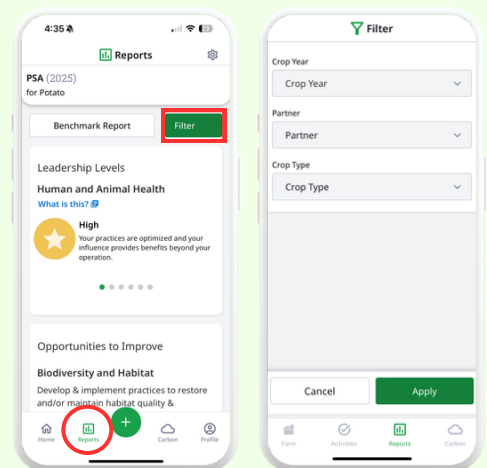 4:35
Reports
PSA (2025)
for Potato
Benchmark Report
Filter
Leadership Levels
Human and Animal Health
What is this?
High
Your practices are optimized and your
influence provides benefits beyond your
operation.
Opportunities to Improve
Biodiversity and Habitat
Develop & implement practices to restore
and/or maintain habitat quality &
Home
Reports
+
Carbon
Profile
Filter
Crop Year
Crop Year
Partner
Partner
Crop Type
Crop Type
Cancel
Apply
Farm
Activities
Reports
Carbon